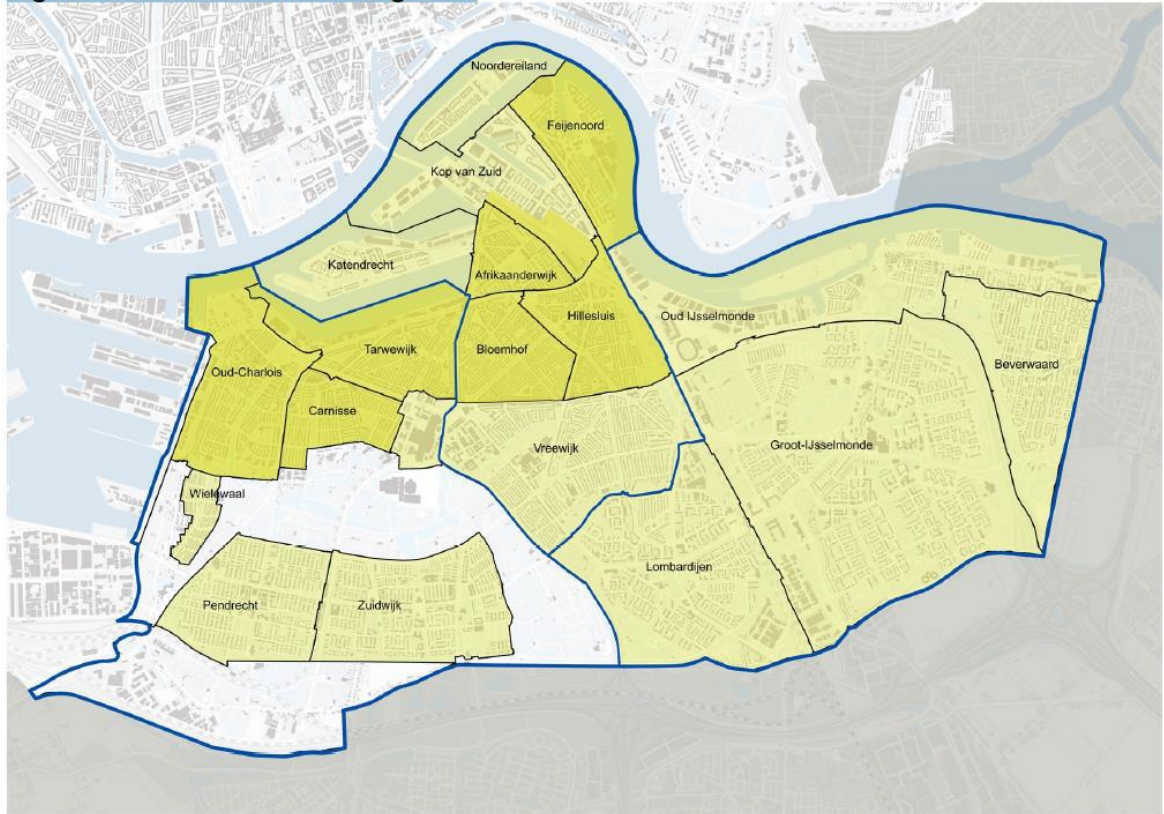 Noordereiland
Feijenoord
Kop van Zuid
Katendrecht
Afrikaanderwijk
Hillesluis
Oud IJsselmonde
Tarwewijk
Bloemhof
Beverwaard
Oud-Charlois
Carnisse
Groot-IJsselmonde
Vreewijk
Wielewaal
Lombardijen
Pendrecht
Zuidwijk